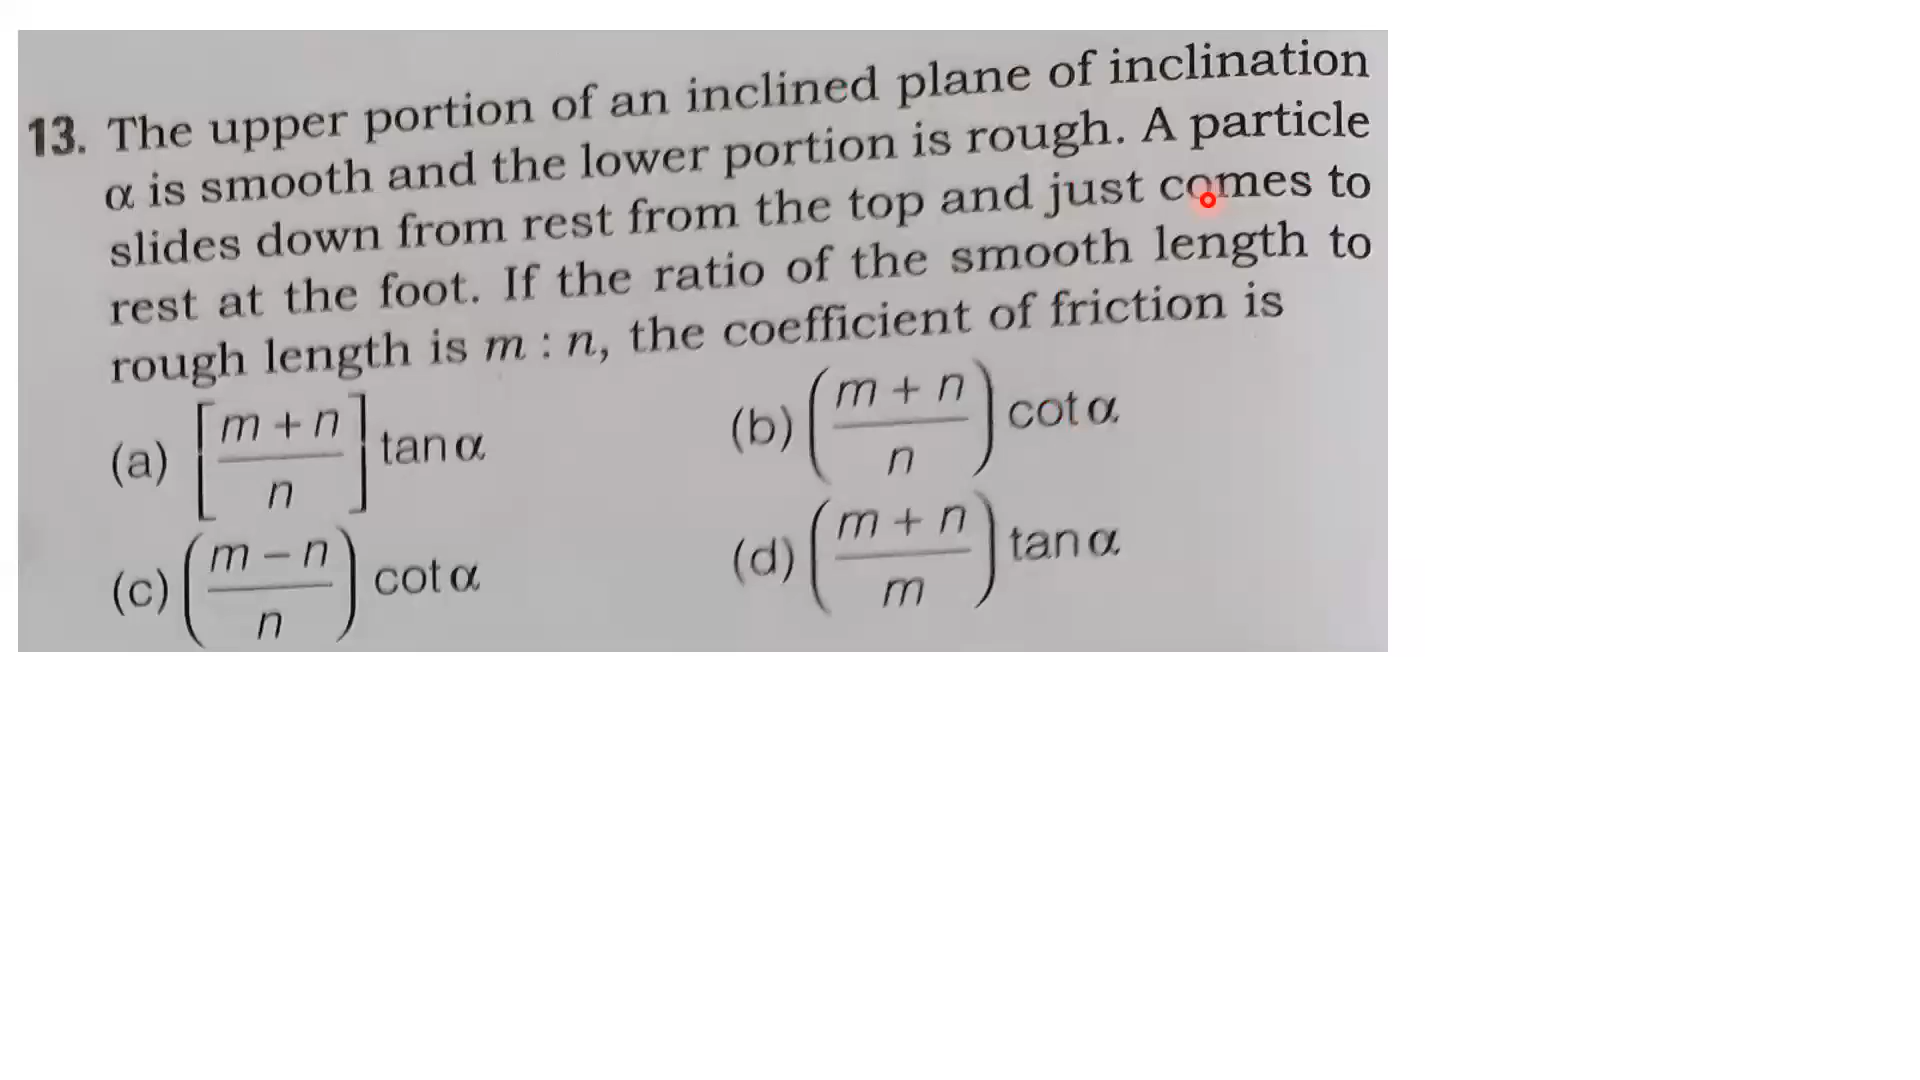 13. The upper portion of an inclined plane of inclination
α is smooth and the lower portion is rough. A particle
slides down from rest from the top and just comes to
rest at the foot. If the ratio of the smooth length to
rough length is m : n, the coefficient of friction is
(a) [m + n / n] tan α (b) (m + n / n) cot α
(c) (m − n / n) cot α (d) (m + n / m) tan α